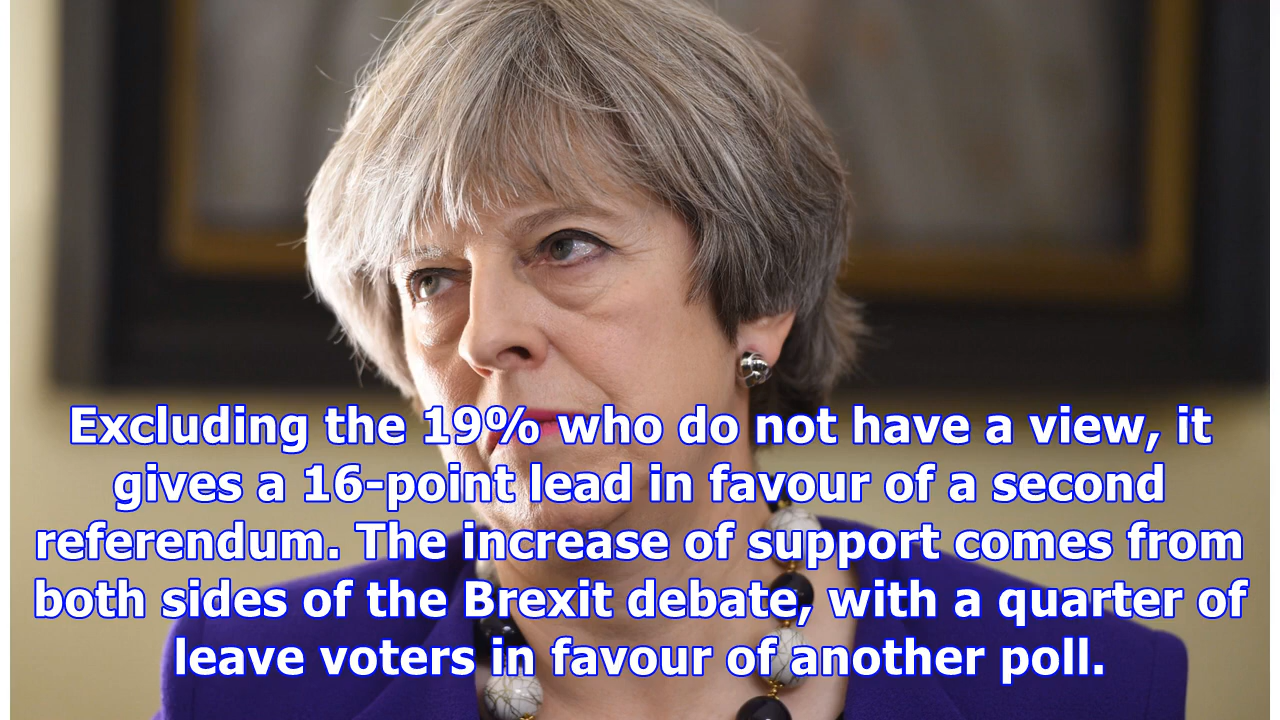 Excluding the 19% who do not have a view, it
gives a 16-point lead in favour of a second
referendum. The increase of support comes from
both sides of the Brexit debate, with a quarter of
leave voters in favour of another poll.